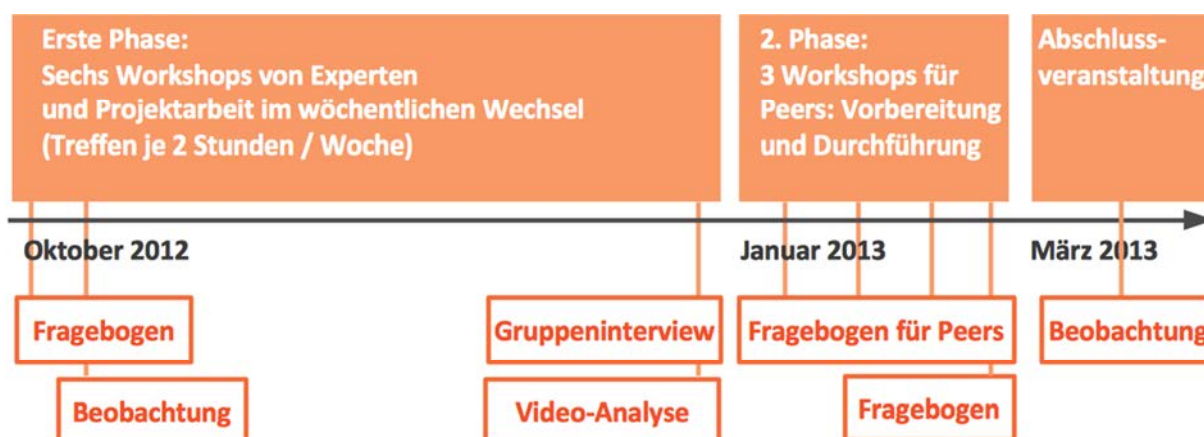 Erste Phase:
Sechs Workshops von Experten
und Projektarbeit im wöchentlichen Wechsel
(Treffen je 2 Stunden / Woche)
2. Phase:
3 Workshops für
Peers: Vorbereitung
und Durchführung
Abschluss-
veranstaltung
Oktober 2012
Januar 2013
März 2013
Fragebogen
Gruppeninterview
Fragebogen für Peers
Beobachtung
Beobachtung
Video-Analyse
Fragebogen